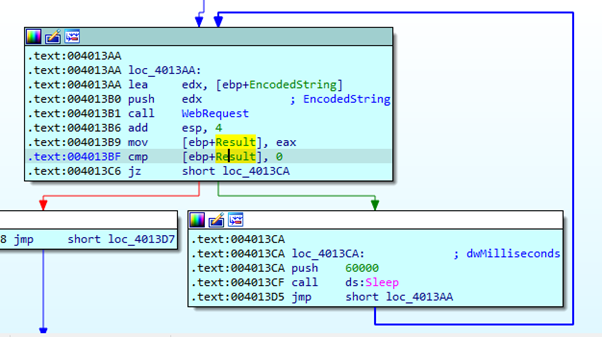 .text:004013AA
.text:004013AA loc_4013AA:
.text:004013AA lea edx, [ebp+EncodedString]
.text:004013B0 push edx ; EncodedString
.text:004013B1 call WebRequest
.text:004013B6 add esp, 4
.text:004013B9 mov [ebp+Result], eax
.text:004013BF cmp [ebp+Result], 0
.text:004013C6 jz short loc_4013CA
8 jmp short loc_4013D7
.text:004013CA
.text:004013CA loc_4013CA: ; dwMilliseconds
.text:004013CA push 60000
.text:004013CF call ds:Sleep
.text:004013D5 jmp short loc_4013AA